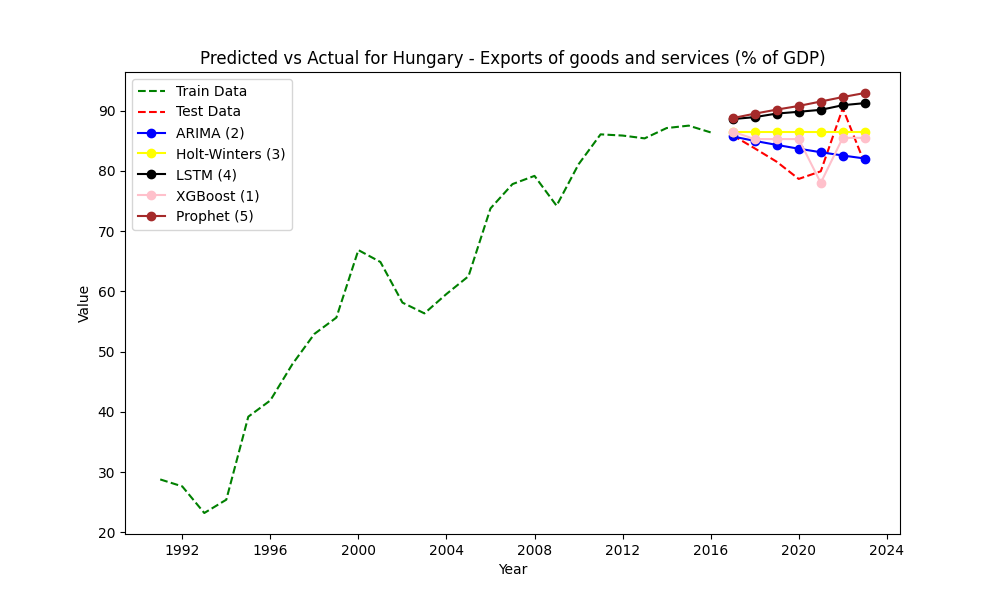 Predicted vs Actual for Hungary - Exports of goods and services (% of GDP)
Train Data
Test Data
ARIMA (2)
Holt-Winters (3)
LSTM (4)
XGBoost (1)
Prophet (5)
Value
90
80
70
60
50
40
30
20
1992
1996
2000
2004
2008
2012
2016
2020
2024
Year